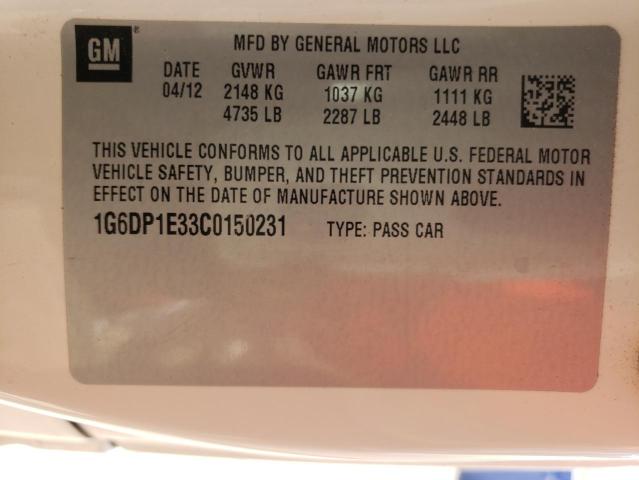 GM
MFD BY GENERAL MOTORS LLC
DATE GVWR GAWR FRT GAWR RR
04/12 2148 KG 1037 KG 1111 KG
4735 LB 2287 LB 2448 LB
THIS VEHICLE CONFORMS TO ALL APPLICABLE U.S. FEDERAL MOTOR
VEHICLE SAFETY, BUMPER, AND THEFT PREVENTION STANDARDS IN
EFFECT ON THE DATE OF MANUFACTURE SHOWN ABOVE.
1G6DP1E33C0150231 TYPE: PASS CAR